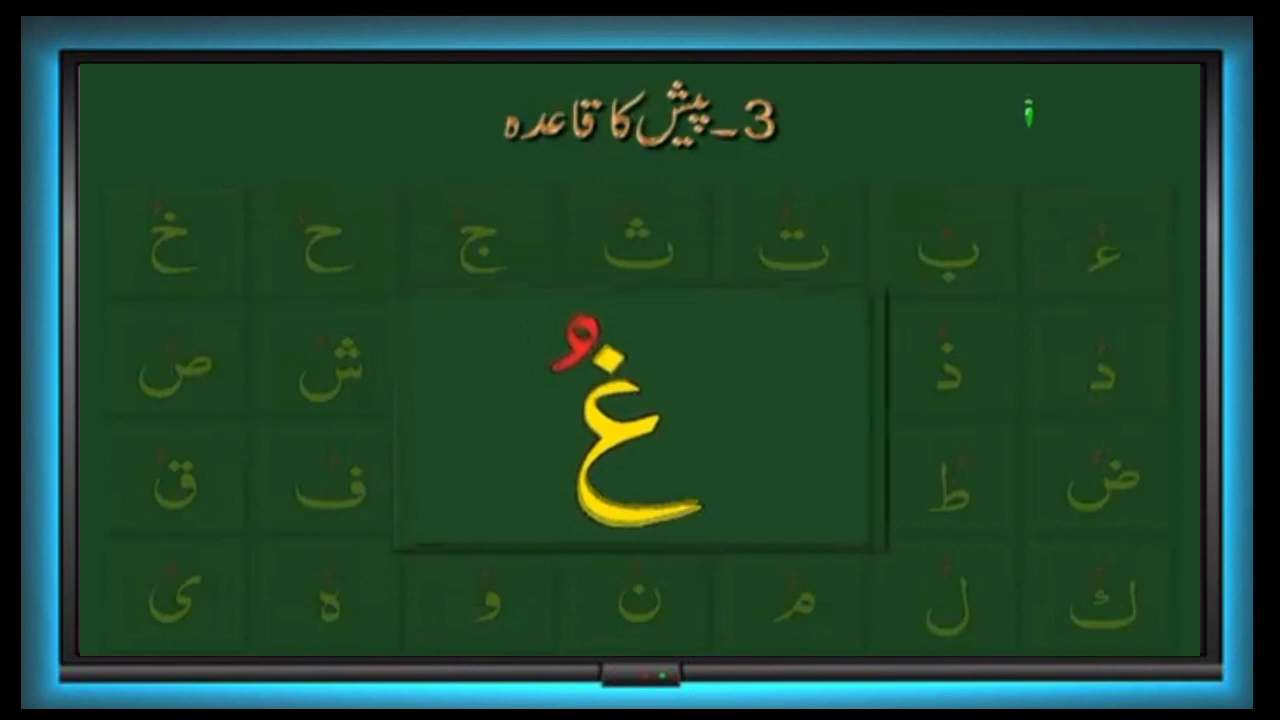 3۔پیش کا قاعدہ
ءُ بُ تُ ثُ جُ حُ خُ
دُ ذُ شُ صُ
غُ
ضُ طُ فُ قُ
كُ لُ مُ نُ وُ هُ یُ